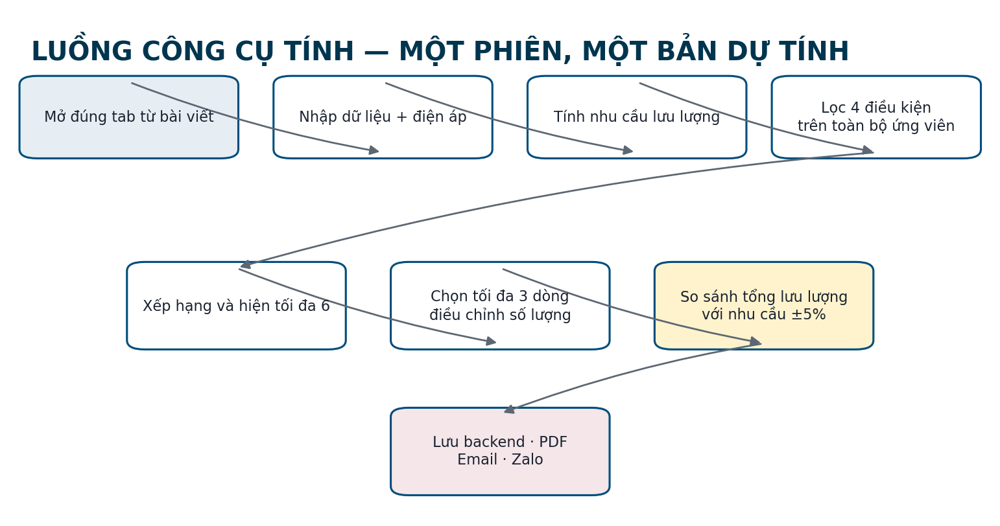 LUỒNG CÔNG CỤ TÍNH — MỘT PHIÊN, MỘT BẢN DỰ TÍNH
Mở đúng tab từ bài viết
Nhập dữ liệu + điện áp
Tính nhu cầu lưu lượng
Lọc 4 điều kiện
trên toàn bộ ứng viên
Xếp hạng và hiện tối đa 6
Chọn tối đa 3 dòng
điều chỉnh số lượng
So sánh tổng lưu lượng
với nhu cầu ±5%
Lưu backend · PDF
Email · Zalo